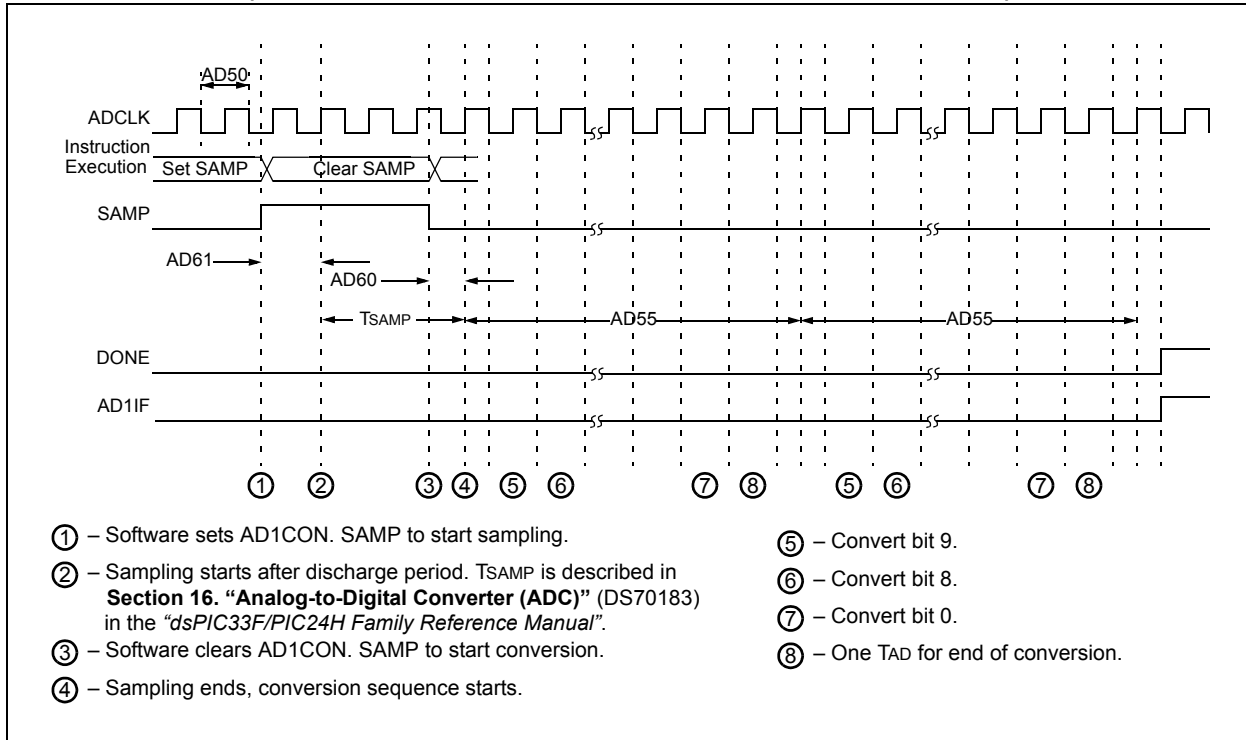 AD50
ADCLK
Instruction
Execution
Set SAMP
Clear SAMP
SAMP
AD61
AD60
TSAMP
AD55
AD55
DONE
AD1IF
1 2 3 4 5 6 7 8 5 6 7 8
1 – Software sets AD1CON. SAMP to start sampling.
2 – Sampling starts after discharge period. TSAMP is described in
Section 16. “Analog-to-Digital Converter (ADC)” (DS70183)
in the “dsPIC33F/PIC24H Family Reference Manual”.
3 – Software clears AD1CON. SAMP to start conversion.
4 – Sampling ends, conversion sequence starts.
5 – Convert bit 9.
6 – Convert bit 8.
7 – Convert bit 0.
8 – One TAD for end of conversion.